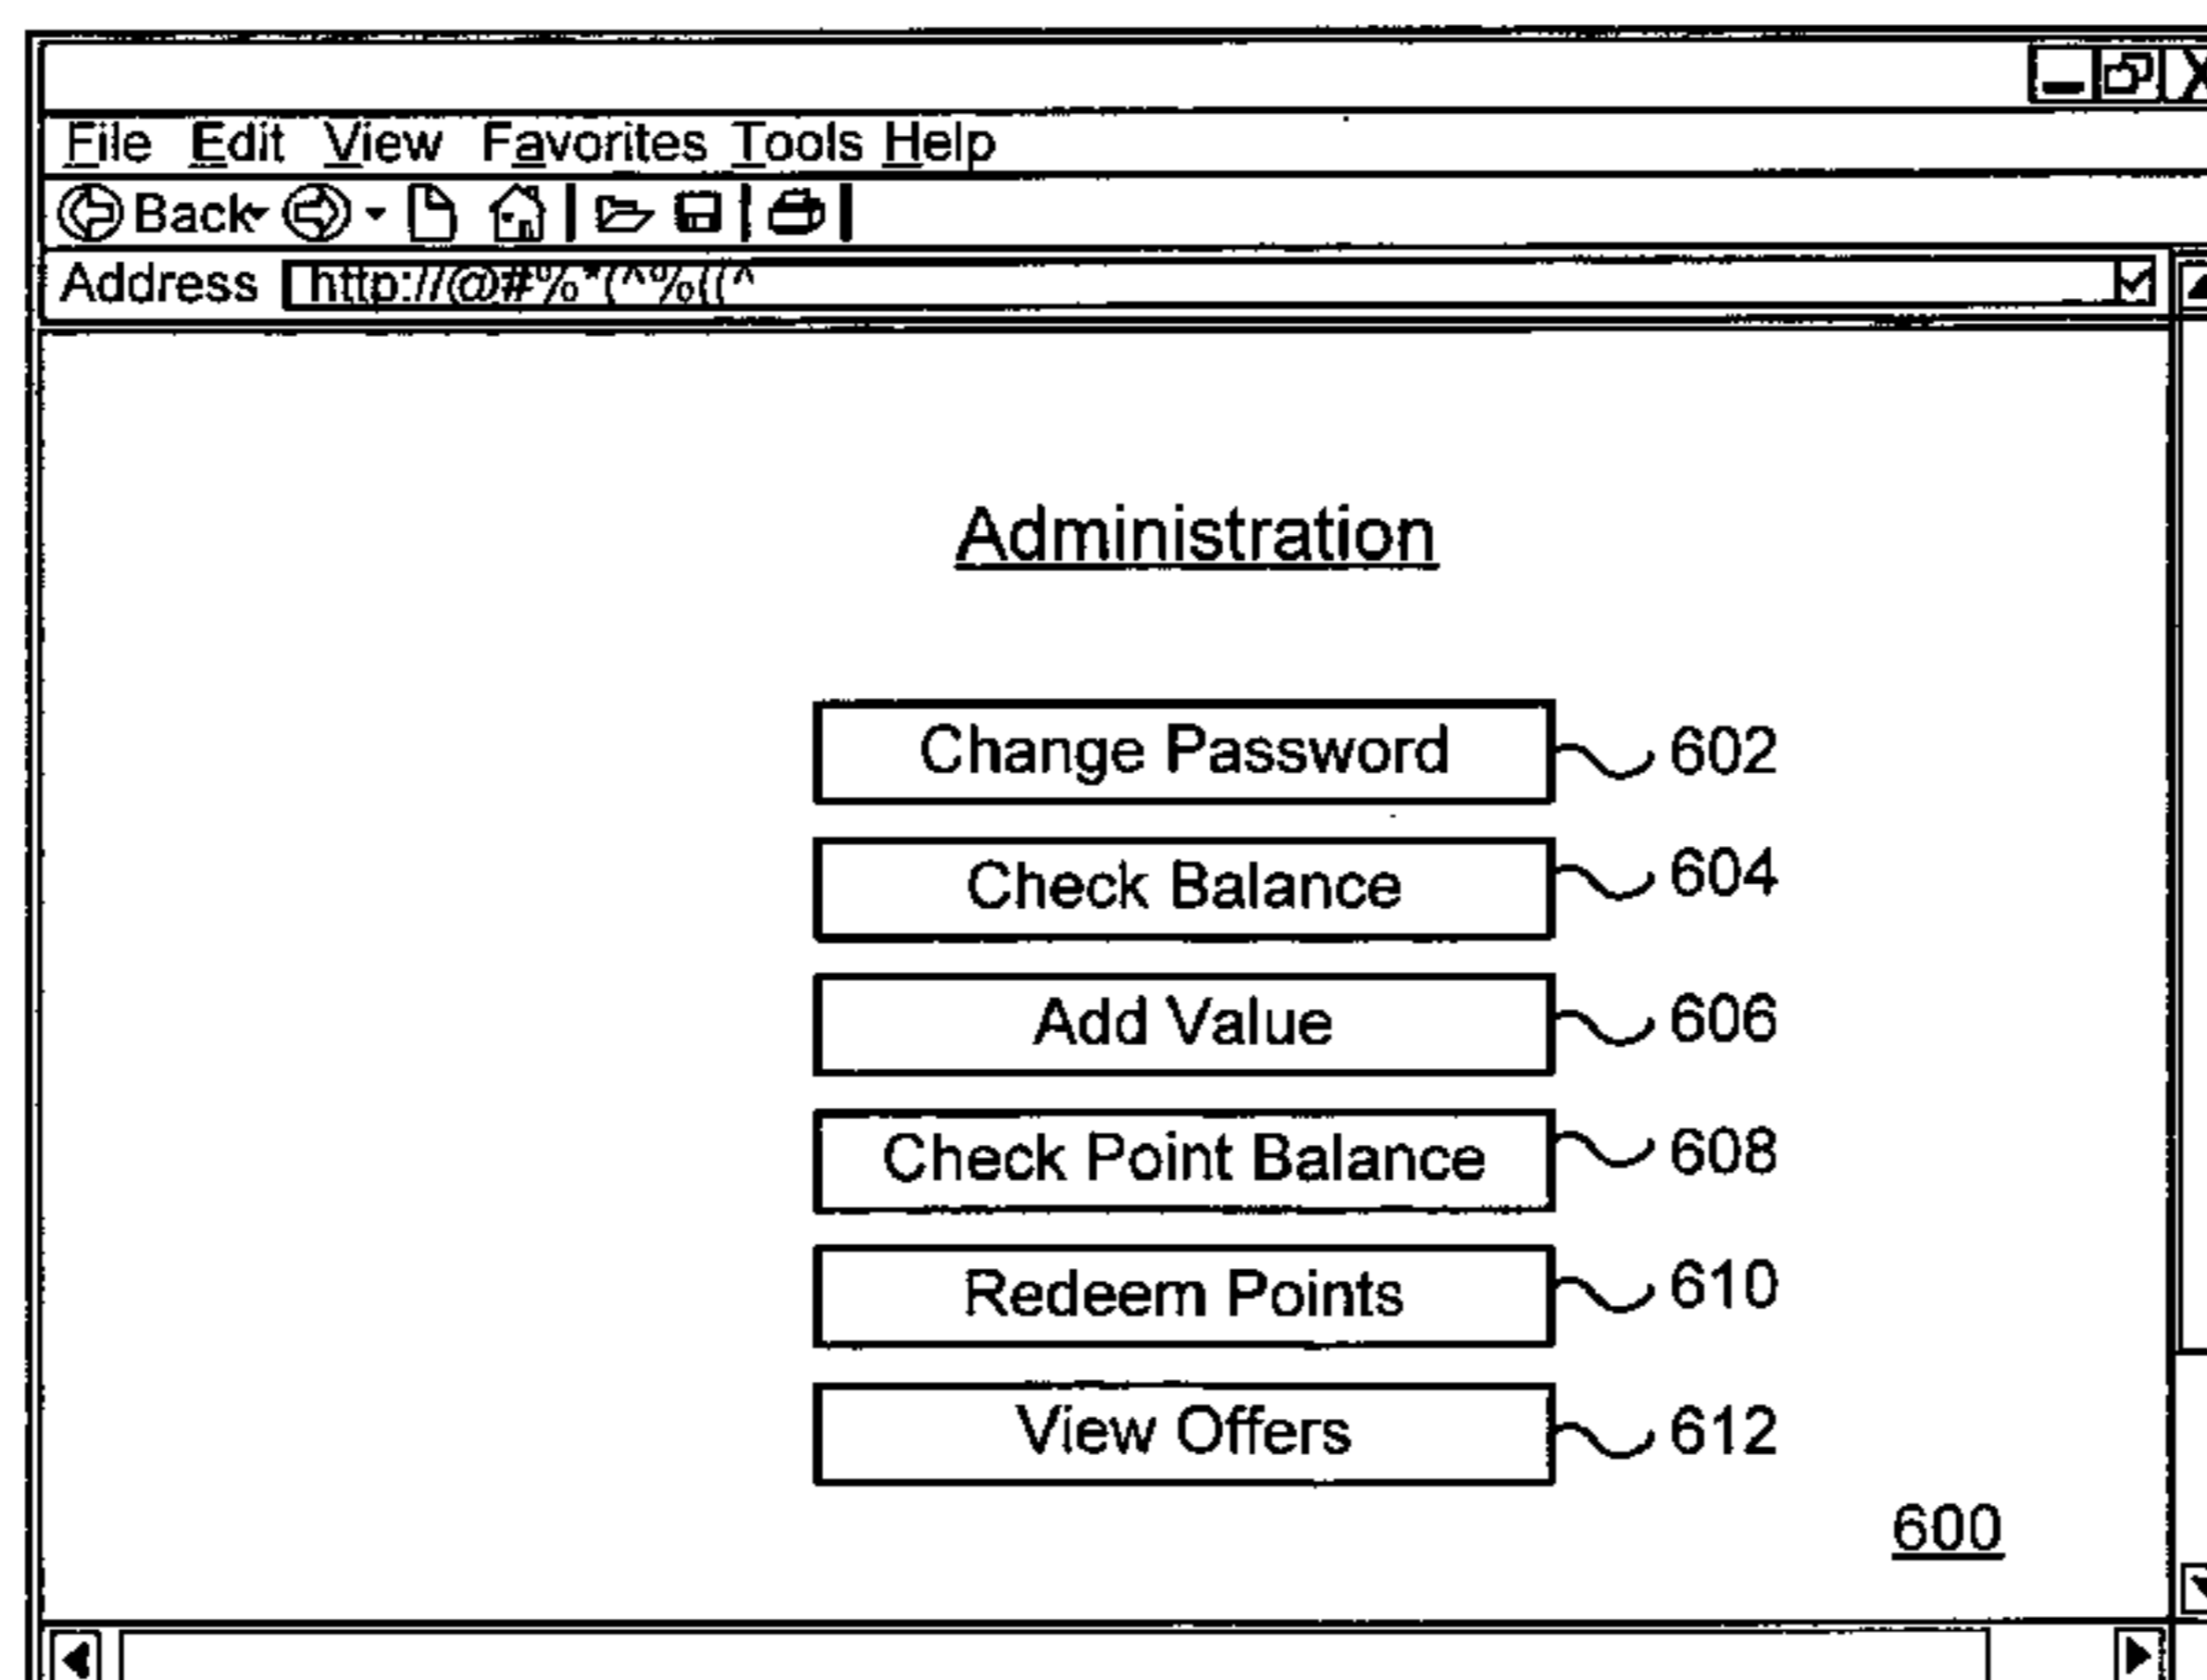 File Edit View Favorites Tools Help
Back
Address http://@#%*(^%((^
Administration
Change Password 602
Check Balance 604
Add Value 606
Check Point Balance 608
Redeem Points 610
View Offers 612
600